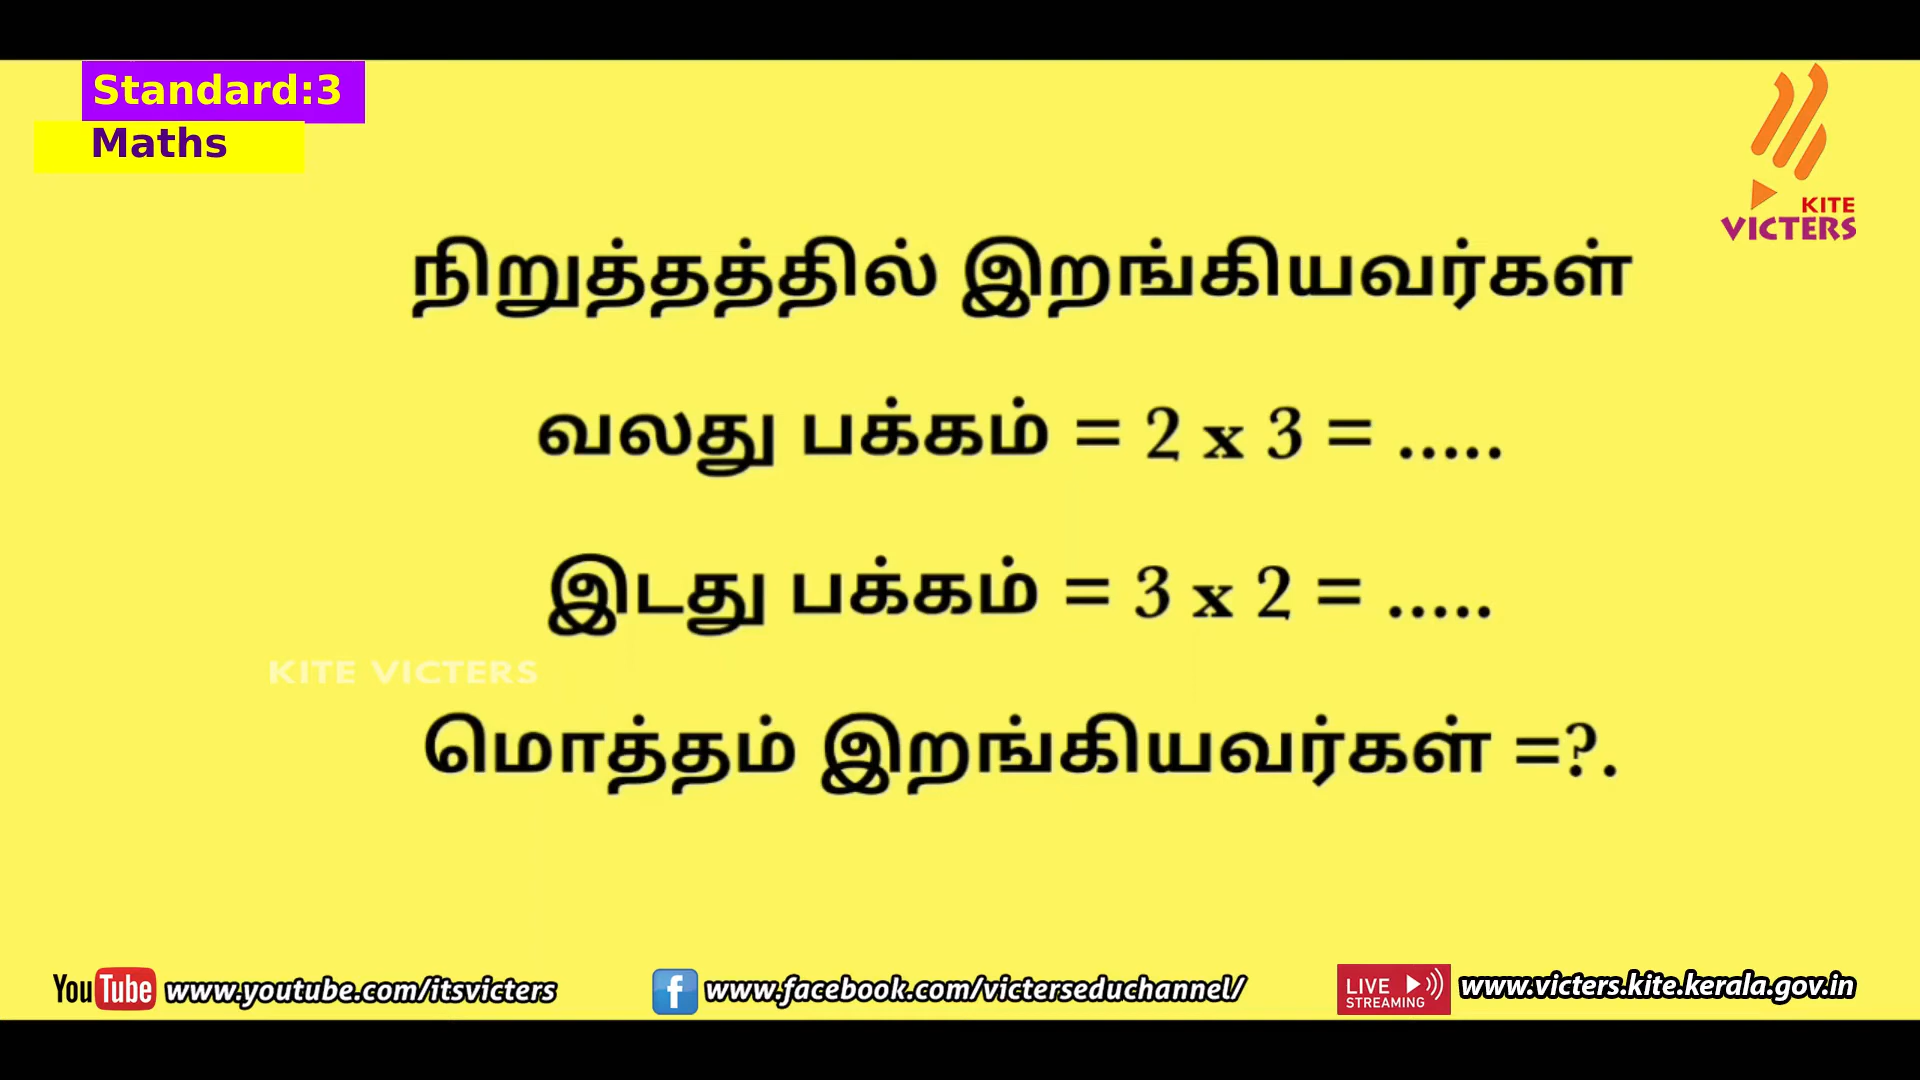 Standard:3
Maths
KITE
VICTERS
நிறுத்தத்தில் இறங்கியவர்கள்
வலது பக்கம் = 2 x 3 = .....
இடது பக்கம் = 3 x 2 = .....
KITE VICTERS
மொத்தம் இறங்கியவர்கள் =?.
YouTube www.youtube.com/itsvicters
f www.facebook.com/victerseduchannel/
LIVE STREAMING www.victers.kite.kerala.gov.in